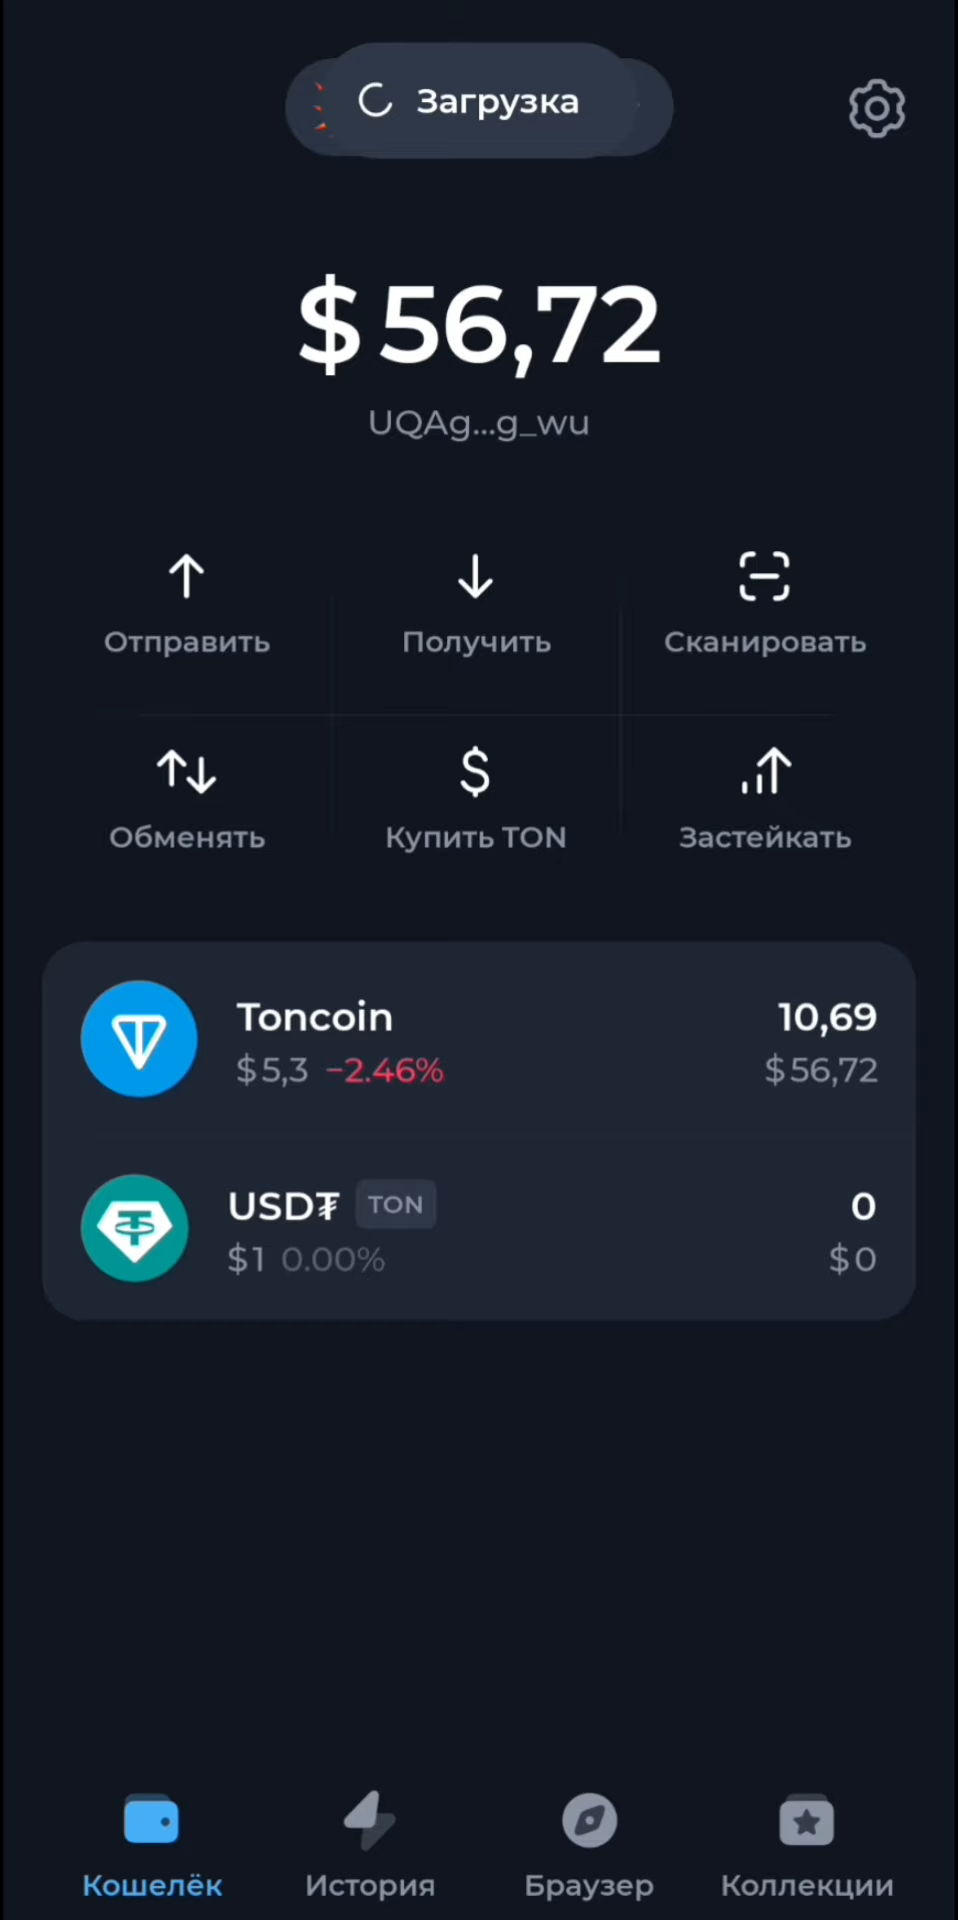 Загрузка
$ 56,72
UQAg...g_wu
Отправить
Получить
Сканировать
Обменять
Купить TON
Застейкать
Toncoin
10,69
$ 5,3 −2.46%
$ 56,72
USD₮ TON
0
$ 1 0.00%
$ 0
Кошелёк
История
Браузер
Коллекции